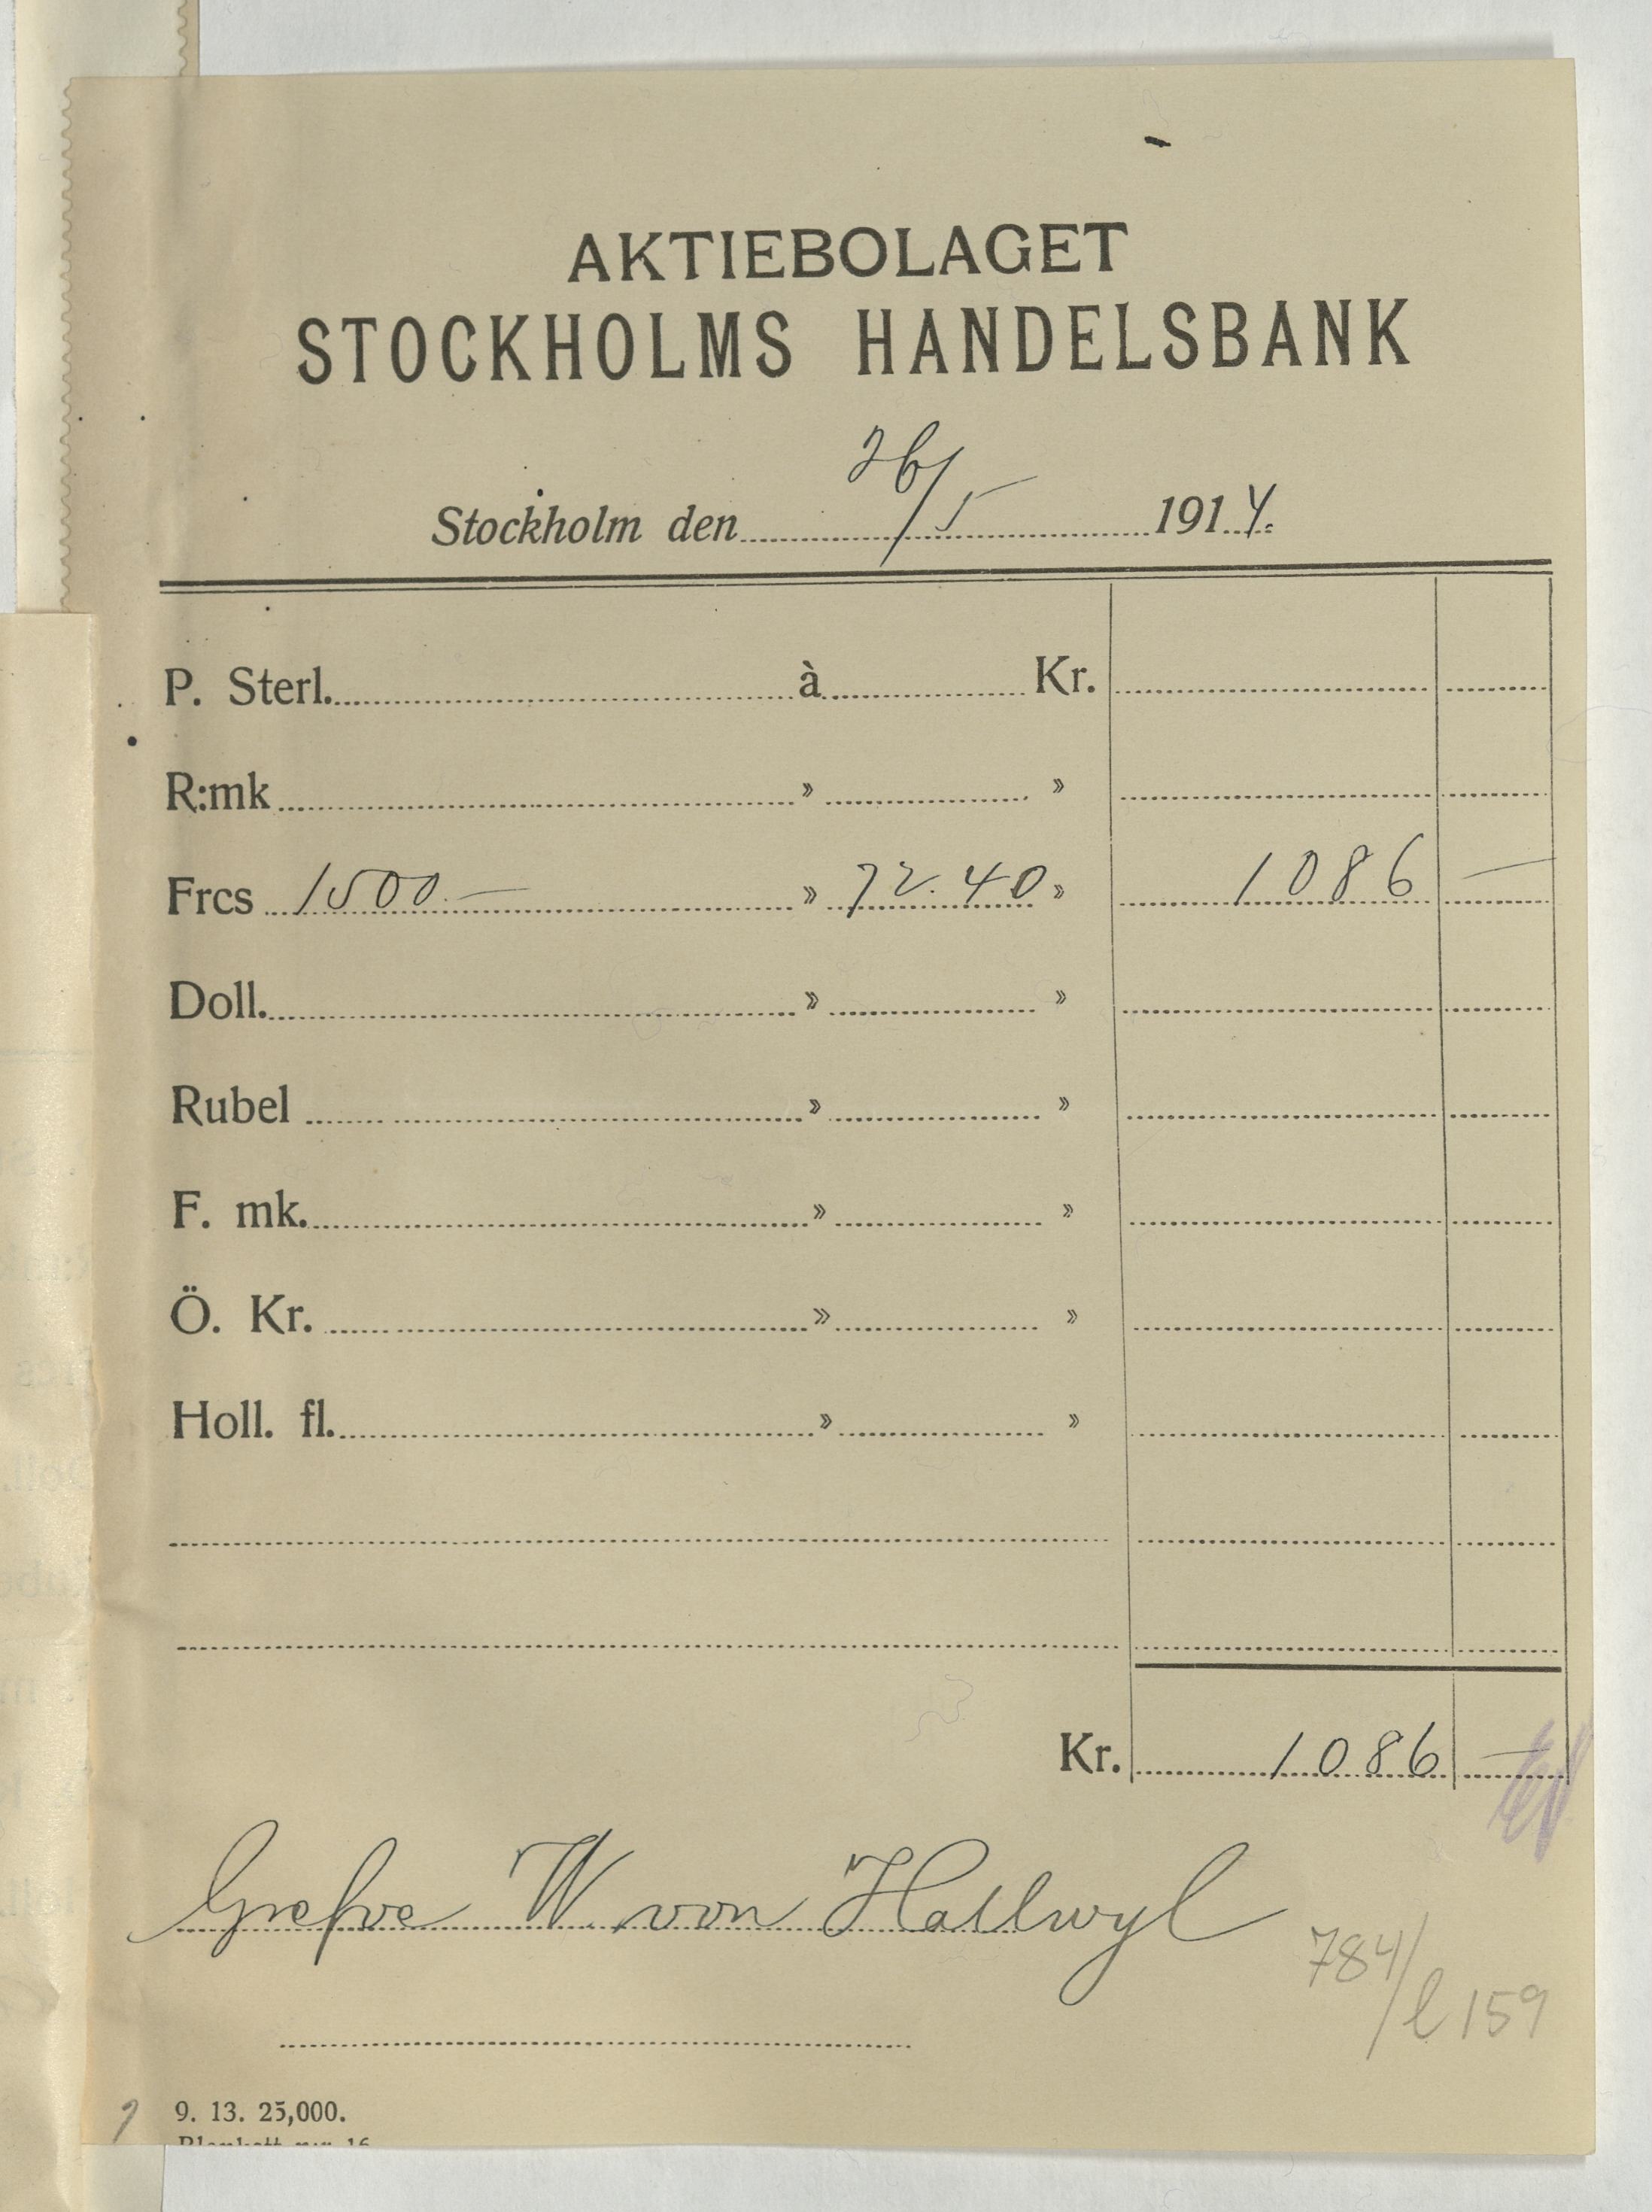 AKTIEBOLAGET
STOCKHOLMS HANDELSBANK
Stockholm den 26/5 1914.
P. Sterl. à Kr.
R:mk » »
Frcs 1500.— » 72.40 » 1086 —
Doll. » »
Rubel » »
F. mk. » »
Ö. Kr. » »
Holl. fl. » »
Kr. 1086 —
Grefve W von Hallwyl
784/l 159
9. 13. 25,000.